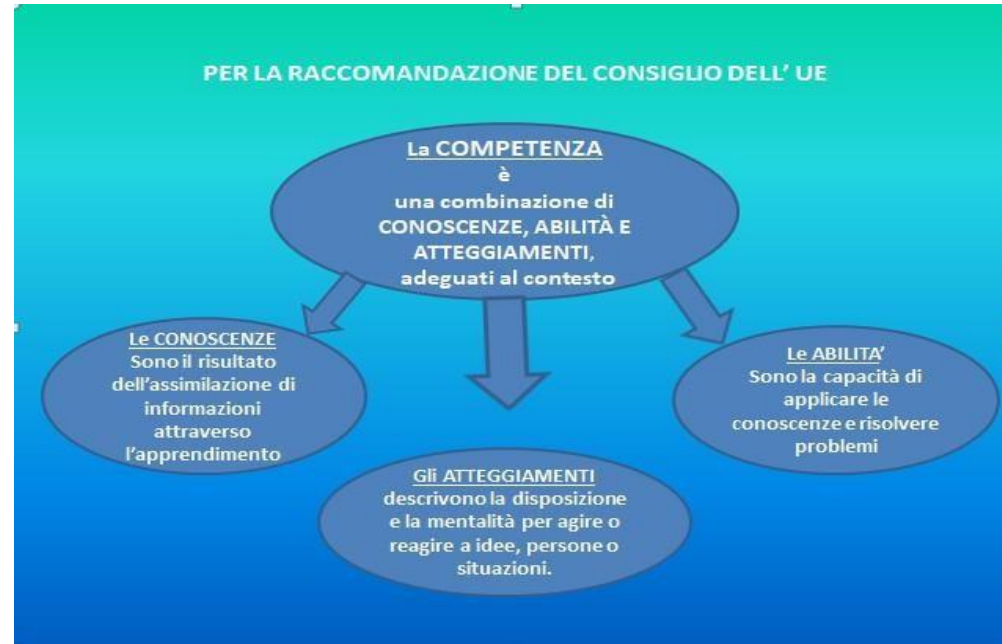 PER LA RACCOMANDAZIONE DEL CONSIGLIO DELL' UE
La COMPETENZA
è
una combinazione di
CONOSCENZE, ABILITÀ E
ATTEGGIAMENTI,
adeguati al contesto
Le CONOSCENZE
Sono il risultato
dell'assimilazione di
informazioni
attraverso
l'apprendimento
Gli ATTEGGIAMENTI
descrivono la disposizione
e la mentalità per agire o
reagire a idee, persone o
situazioni.
Le ABILITA'
Sono la capacità di
applicare le
conoscenze e risolvere
problemi